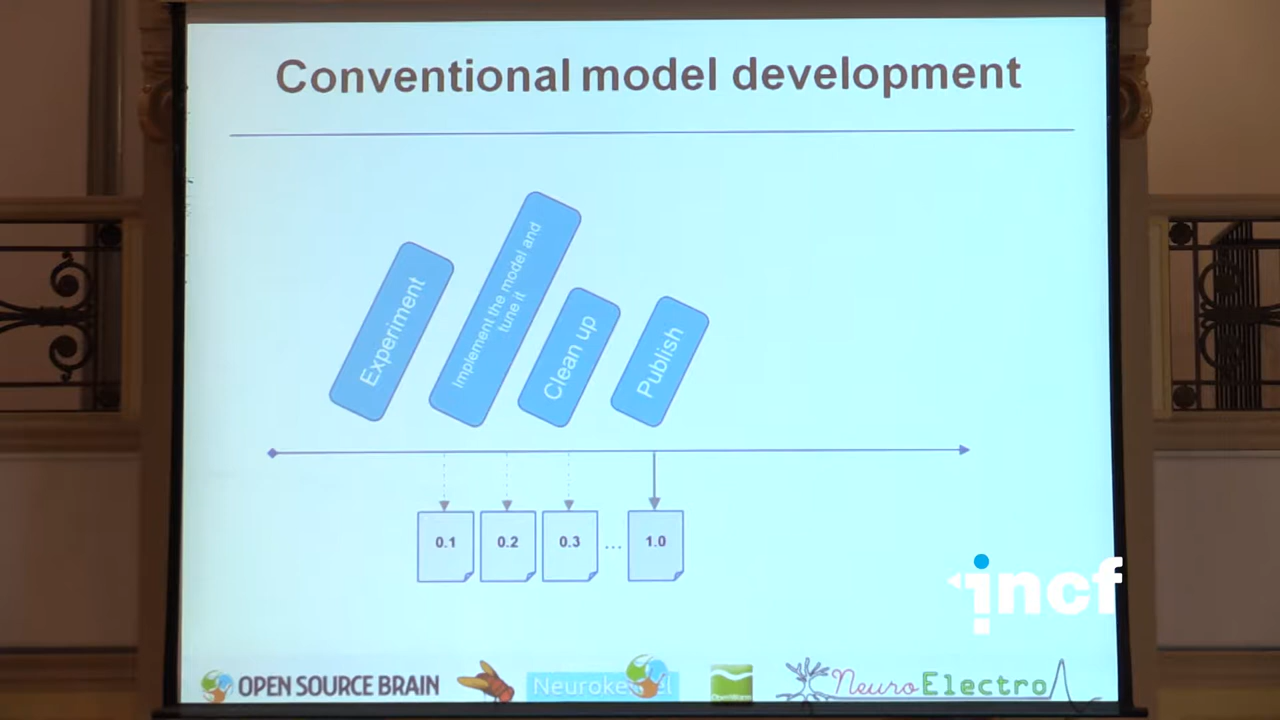 Conventional model development
Experiment
Implement the model and
tune it
Clean up
Publish
0.1
0.2
0.3
...
1.0
incf
OPEN SOURCE BRAIN
NeuroElectro